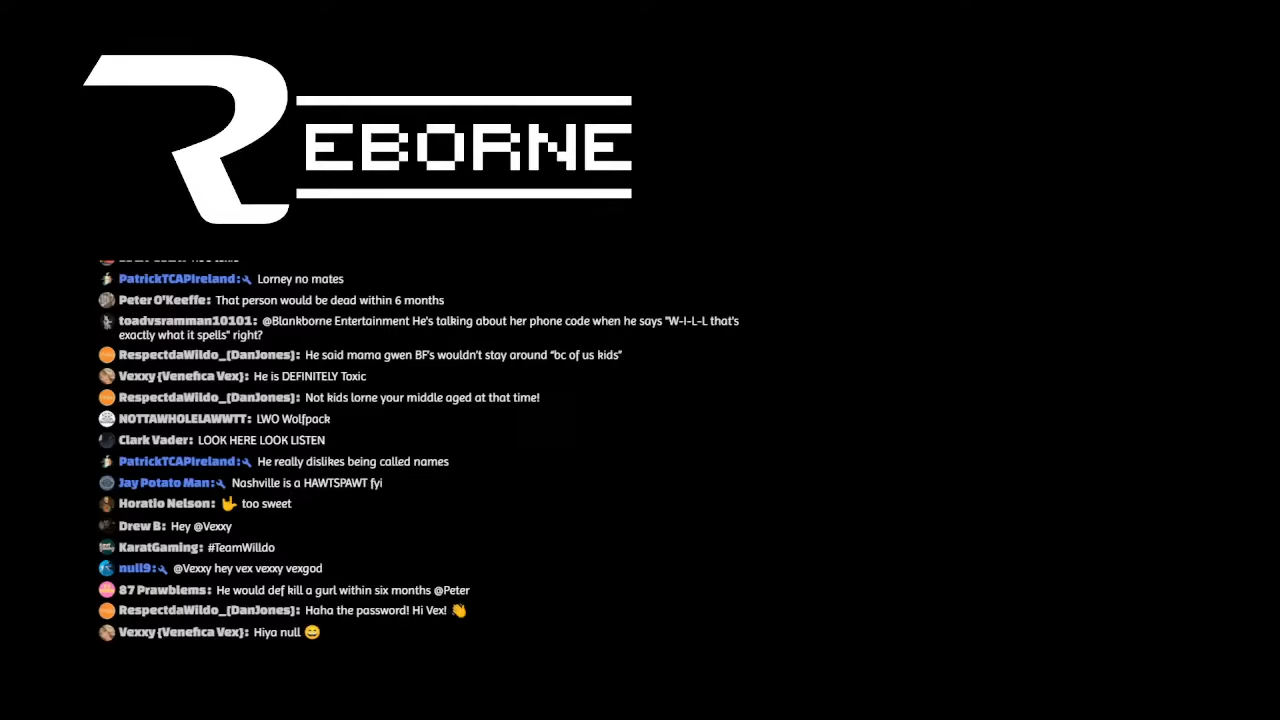 REBORNE
PatrickTCAPIreland: Lorney no mates
Peter O'Keeffe: That person would be dead within 6 months
toadvsramman10101: @Blankborne Entertainment He's talking about her phone code when he says "W-I-L-L that's
exactly what it spells" right?
RespectdaWildo_(DanJones): He said mama gwen BF's wouldn't stay around “bc of us kids”
Vexxy {Venefica Vex}: He is DEFINITELY Toxic
RespectdaWildo_(DanJones): Not kids lorne your middle aged at that time!
NOTTAWHOLELAWWTT: LWO Wolfpack
Clark Vader: LOOK HERE LOOK LISTEN
PatrickTCAPIreland: He really dislikes being called names
Jay Potato Man: Nashville is a HAWTSPAWT fyi
Horatio Nelson: 🤟 too sweet
Drew B: Hey @Vexxy
KaratGaming: #TeamWilldo
null9: @Vexxy hey vex vexxy vexgod
87 Prawblems: He would def kill a gurl within six months @Peter
RespectdaWildo_(DanJones): Haha the password! Hi Vex! 👋
Vexxy {Venefica Vex}: Hiya null 😄